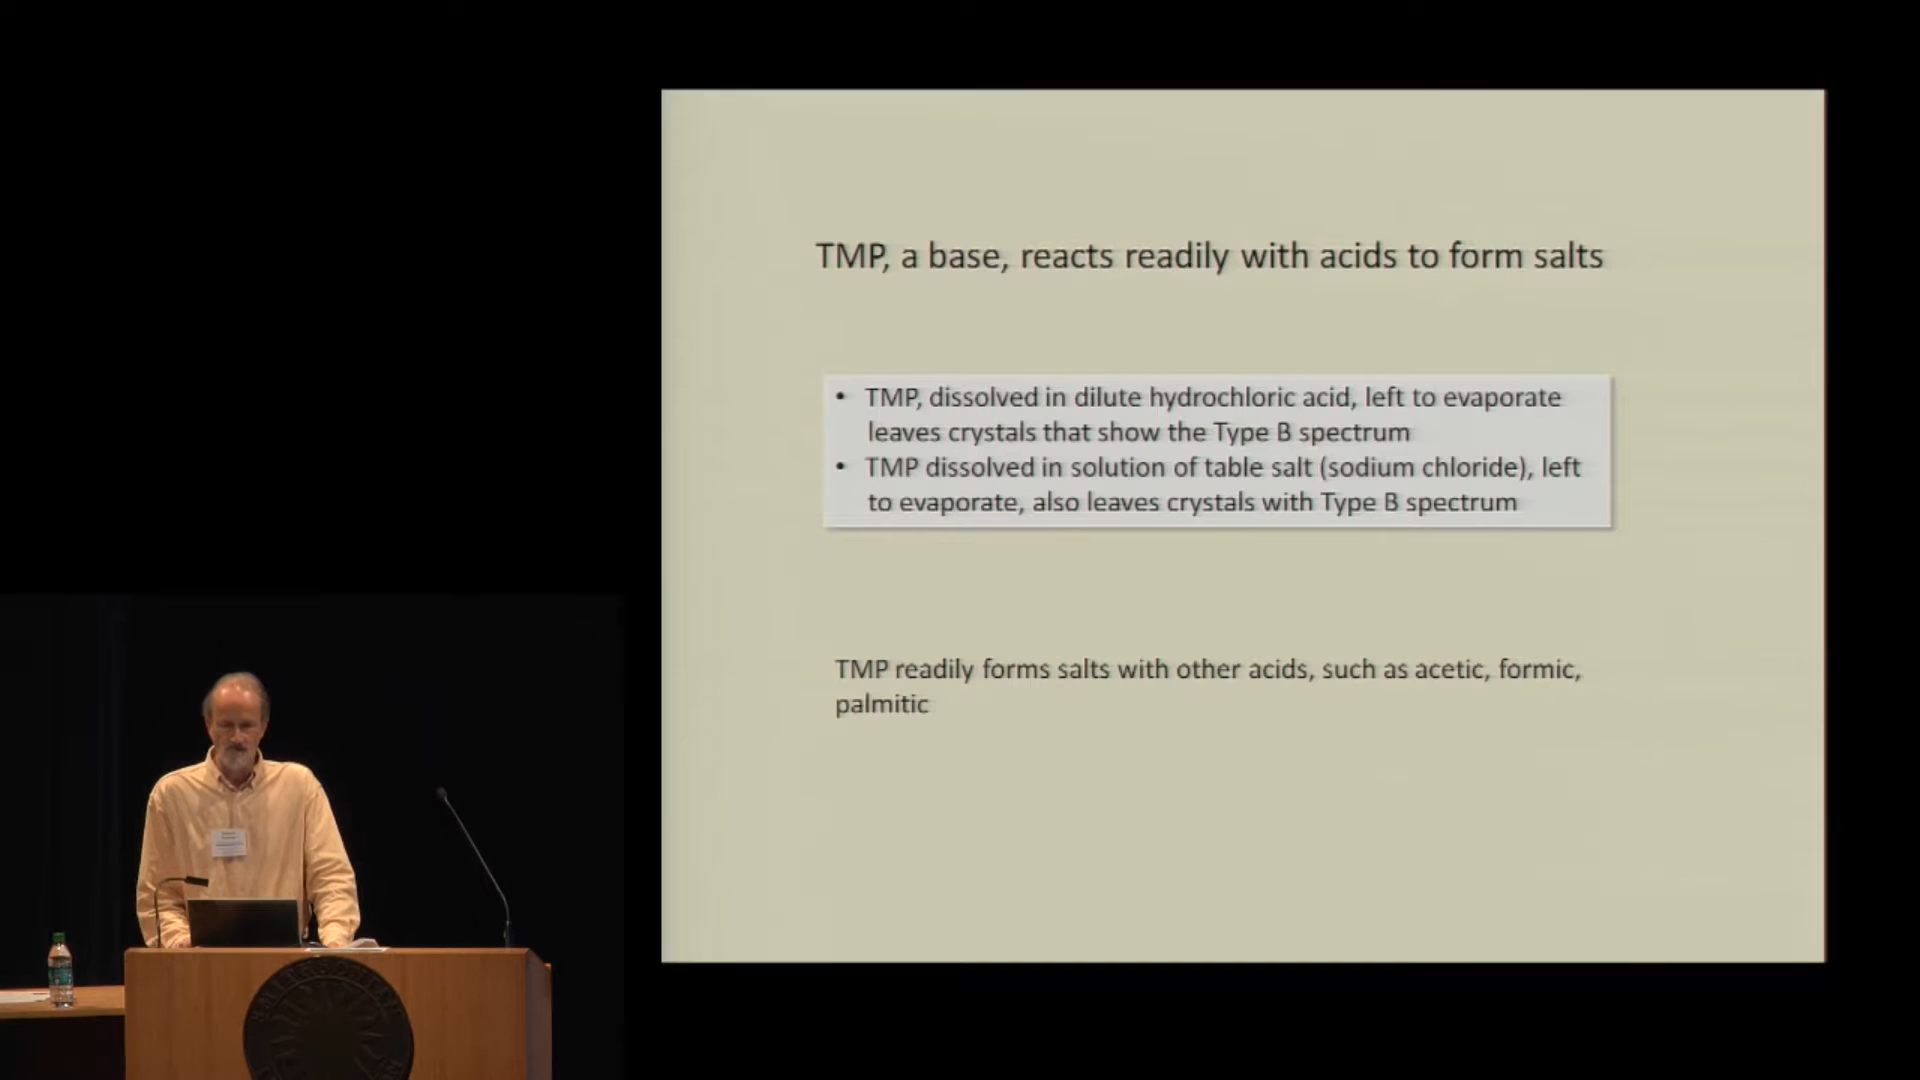 TMP, a base, reacts readily with acids to form salts
• TMP, dissolved in dilute hydrochloric acid, left to evaporate
leaves crystals that show the Type B spectrum
• TMP dissolved in solution of table salt (sodium chloride), left
to evaporate, also leaves crystals with Type B spectrum
TMP readily forms salts with other acids, such as acetic, formic,
palmitic